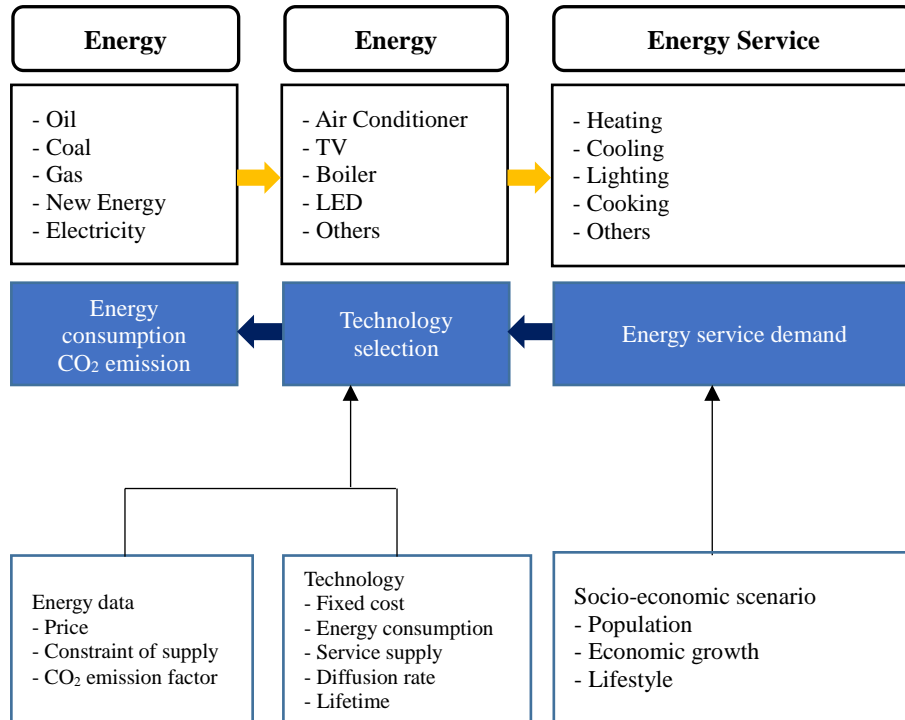 Energy
Energy
Energy Service
- Oil
- Coal
- Gas
- New Energy
- Electricity
- Air Conditioner
- TV
- Boiler
- LED
- Others
- Heating
- Cooling
- Lighting
- Cooking
- Others
Energy
consumption
CO₂ emission
Technology
selection
Energy service demand
Energy data
- Price
- Constraint of supply
- CO₂ emission factor
Technology
- Fixed cost
- Energy consumption
- Service supply
- Diffusion rate
- Lifetime
Socio-economic scenario
- Population
- Economic growth
- Lifestyle